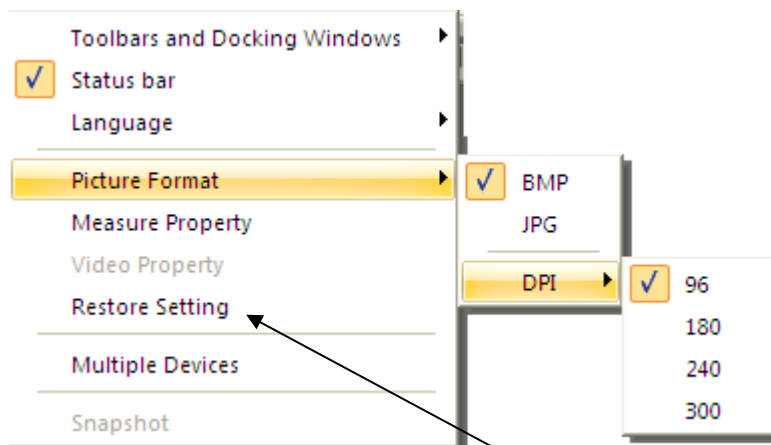 Toolbars and Docking Windows
Status bar
Language
Picture Format
Measure Property
Video Property
Restore Setting
Multiple Devices
Snapshot
BMP
JPG
DPI
96
180
240
300